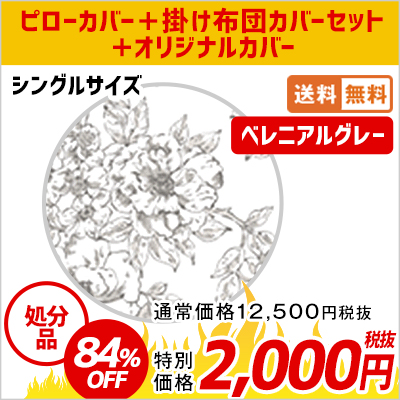 ピローカバー＋掛け布団カバーセット
＋オリジナルカバー
シングルサイズ
送料無料
ベレニアルグレー
処分品
通常価格12,500円税抜
84%OFF
特別価格
2,000円税抜